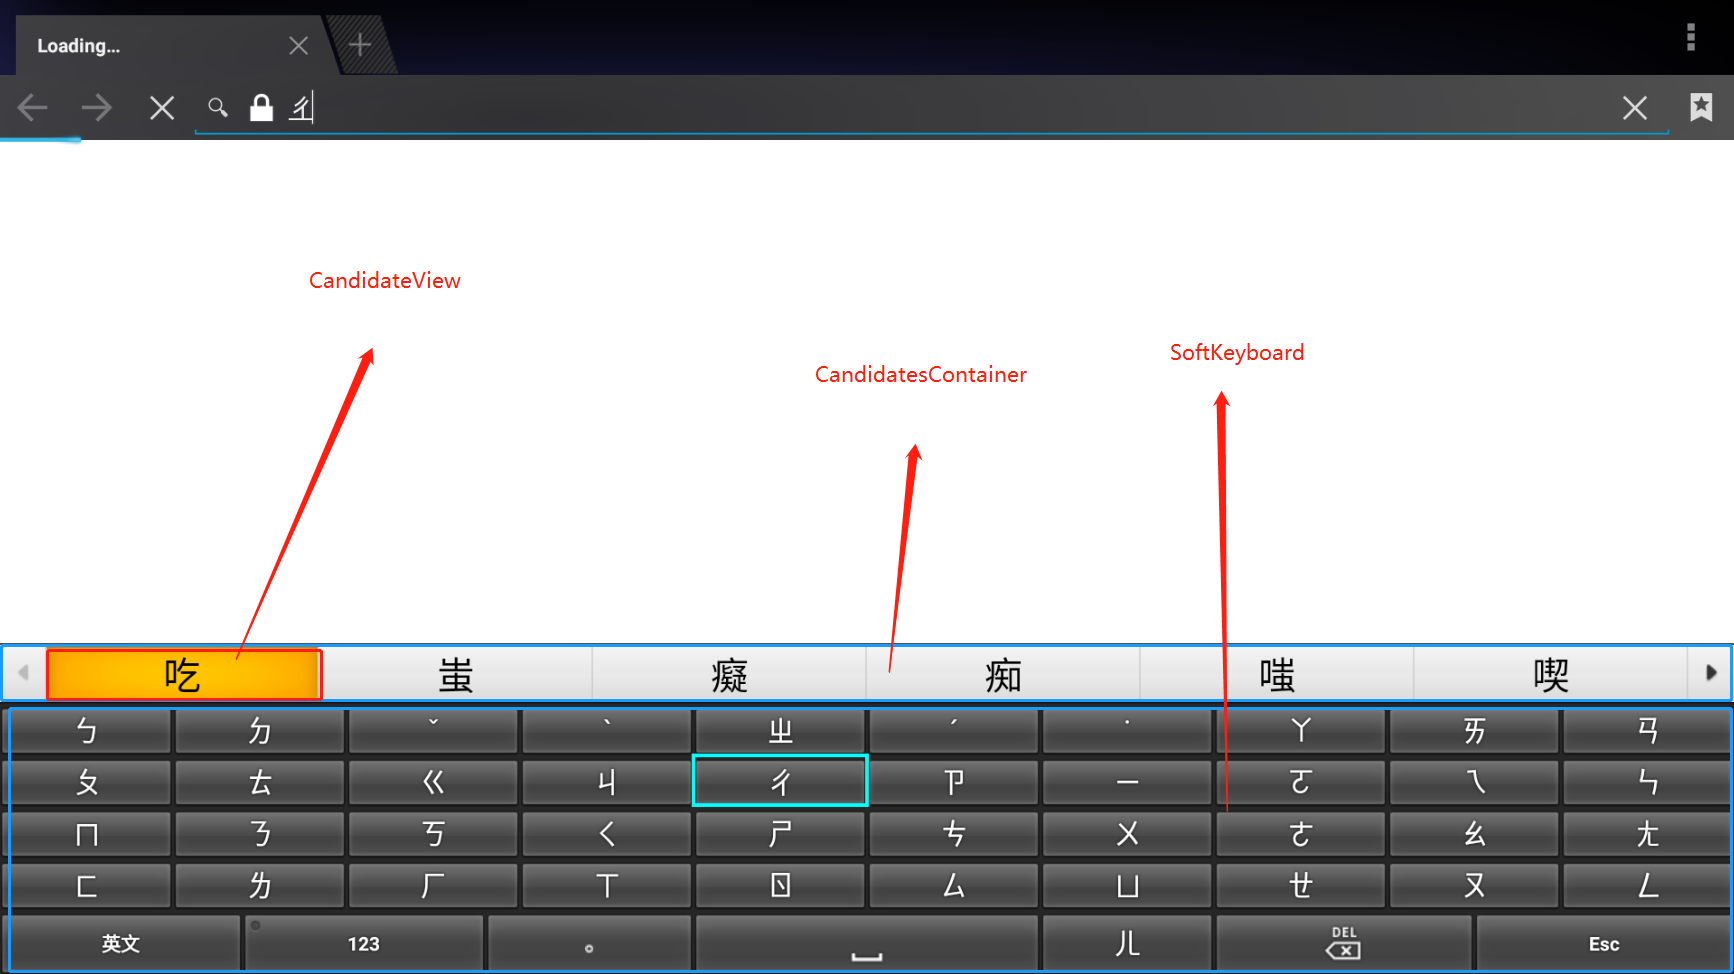 Loading...
ㄔ
CandidateView
SoftKeyboard
CandidatesContainer
吃 蚩 癡 痴 嗤 喫
ㄅ ㄉ ˇ ˋ ㄓ ˊ ˙ ㄚ ㄞ ㄢ
ㄆ ㄊ ㄍ ㄐ ㄔ ㄗ ㄧ ㄛ ㄟ ㄣ
ㄇ ㄋ ㄎ ㄑ ㄕ ㄘ ㄨ ㄜ ㄠ ㄤ
ㄈ ㄌ ㄏ ㄒ ㄖ ㄙ ㄩ ㄝ ㄡ ㄥ
英文 123 。 ㄦ DEL Esc